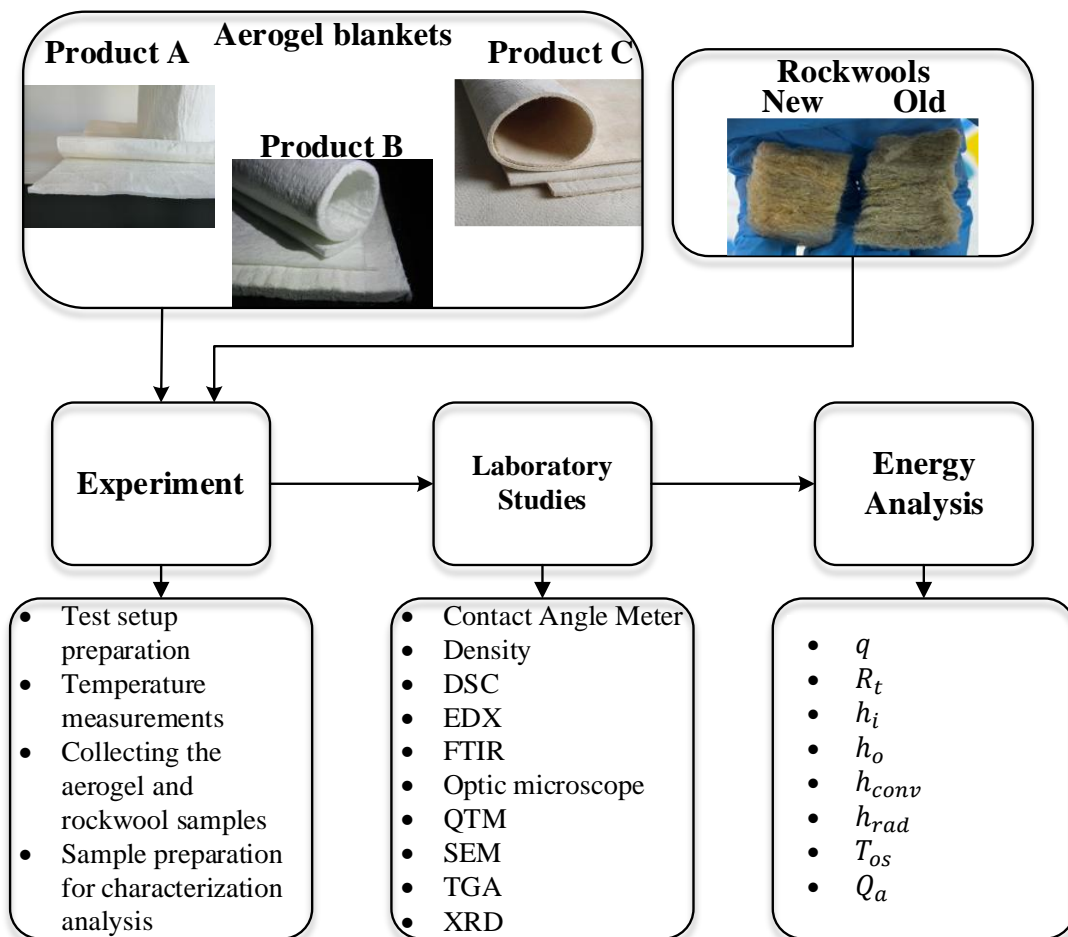 Aerogel blankets
Product A
Product B
Product C
Rockwools
New Old
Experiment
Laboratory
Studies
Energy
Analysis
• Test setup
preparation
• Temperature
measurements
• Collecting the
aerogel and
rockwool samples
• Sample preparation
for characterization
analysis
• Contact Angle Meter
• Density
• DSC
• EDX
• FTIR
• Optic microscope
• QTM
• SEM
• TGA
• XRD
• q
• R_t
• h_i
• h_o
• h_conv
• h_rad
• T_os
• Q_a